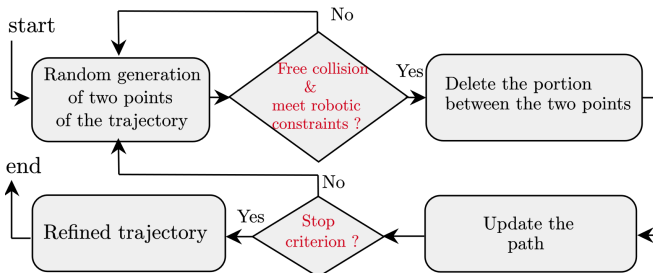 start
Random generation
of two points
of the trajectory
No
Free collision
&
meet robotic
constraints ?
Yes
Delete the portion
between the two points
Update the
path
No
Stop
criterion ?
Yes
Refined trajectory
end